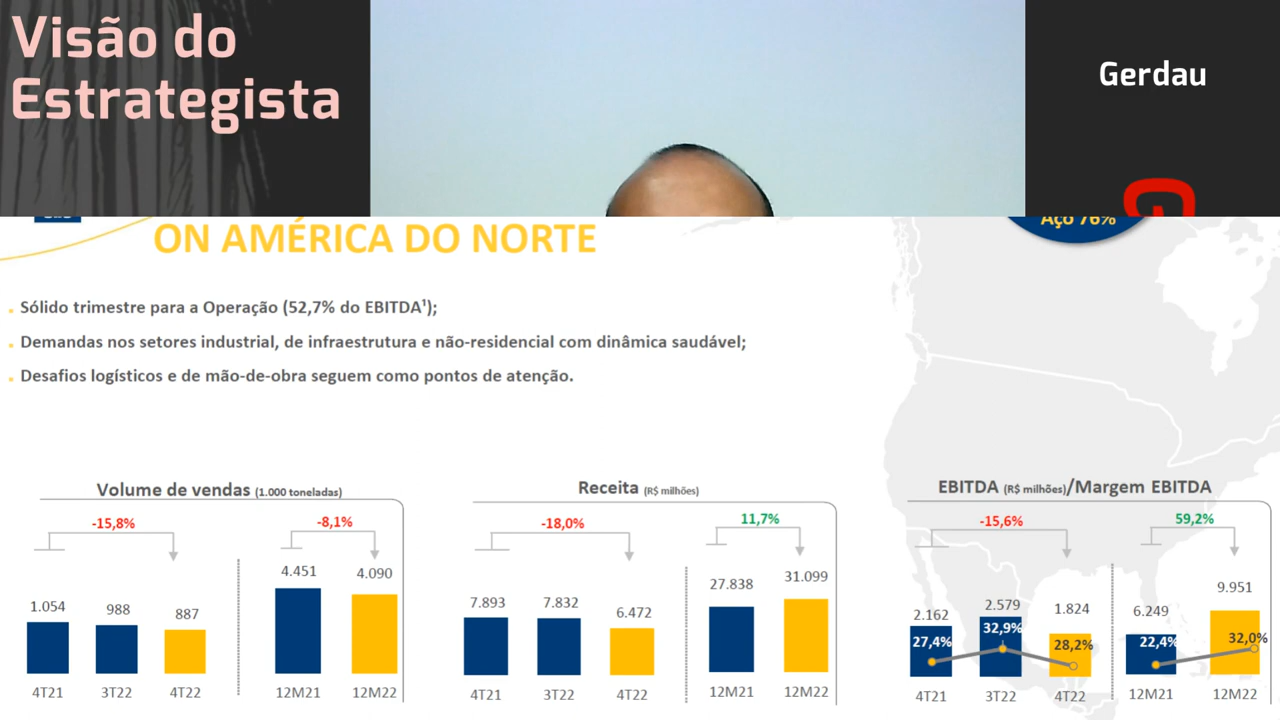 Visão do
Estrategista
Gerdau
Aço 76%
ON AMÉRICA DO NORTE
Sólido trimestre para a Operação (52,7% do EBITDA¹);
Demandas nos setores industrial, de infraestrutura e não-residencial com dinâmica saudável;
Desafios logísticos e de mão-de-obra seguem como pontos de atenção.
Volume de vendas (1.000 toneladas)
-15,8%
-8,1%
1.054
988
887
4.451
4.090
4T21
3T22
4T22
12M21
12M22
Receita (R$ milhões)
-18,0%
11,7%
7.893
7.832
6.472
27.838
31.099
4T21
3T22
4T22
12M21
12M22
EBITDA (R$ milhões)/Margem EBITDA
-15,6%
59,2%
2.162
2.579
1.824
6.249
9.951
27,4%
32,9%
28,2%
22,4%
32,0%
4T21
3T22
4T22
12M21
12M22